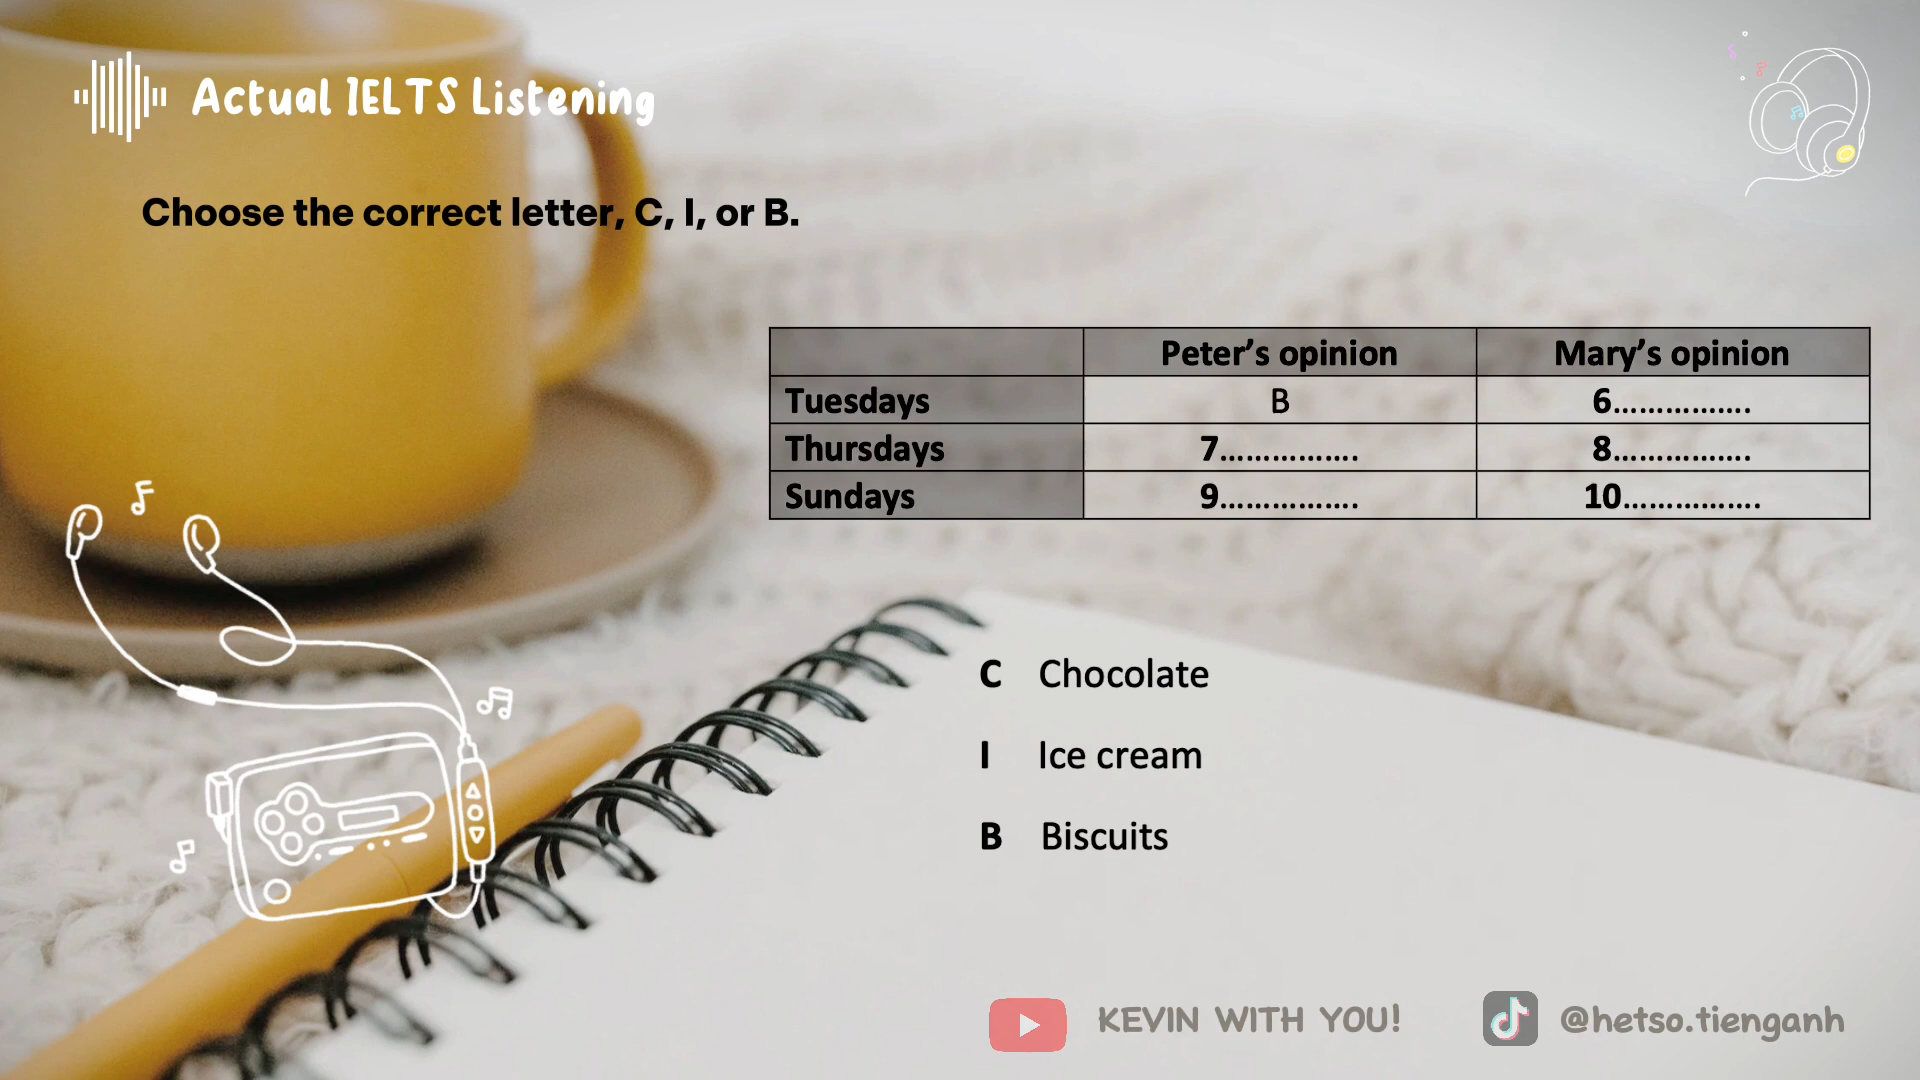 Actual IELTS Listening
Choose the correct letter, C, I, or B.
Peter’s opinion Mary’s opinion
Tuesdays B 6................
Thursdays 7................ 8................
Sundays 9................ 10................
C Chocolate
I Ice cream
B Biscuits
KEVIN WITH YOU! @hetso.tienganh